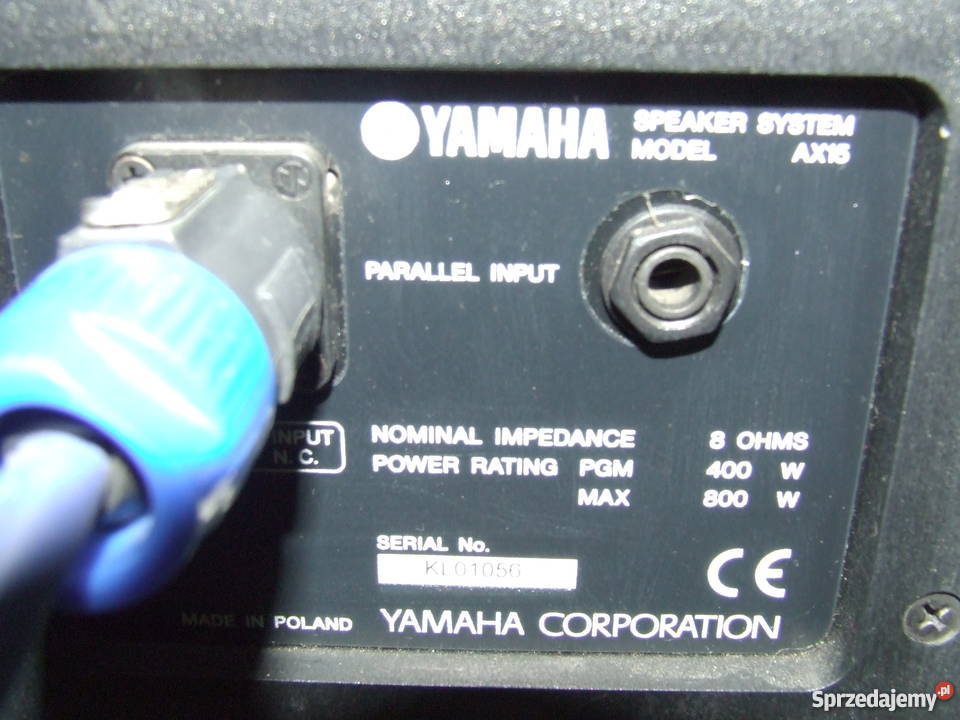 YAMAHA SPEAKER SYSTEM
MODEL AX15
PARALLEL INPUT
INPUT
N. C.
NOMINAL IMPEDANCE 8 OHMS
POWER RATING PGM 400 W
MAX 800 W
SERIAL No.
KL01056
CE
MADE IN POLAND YAMAHA CORPORATION
Sprzedajemy.pl